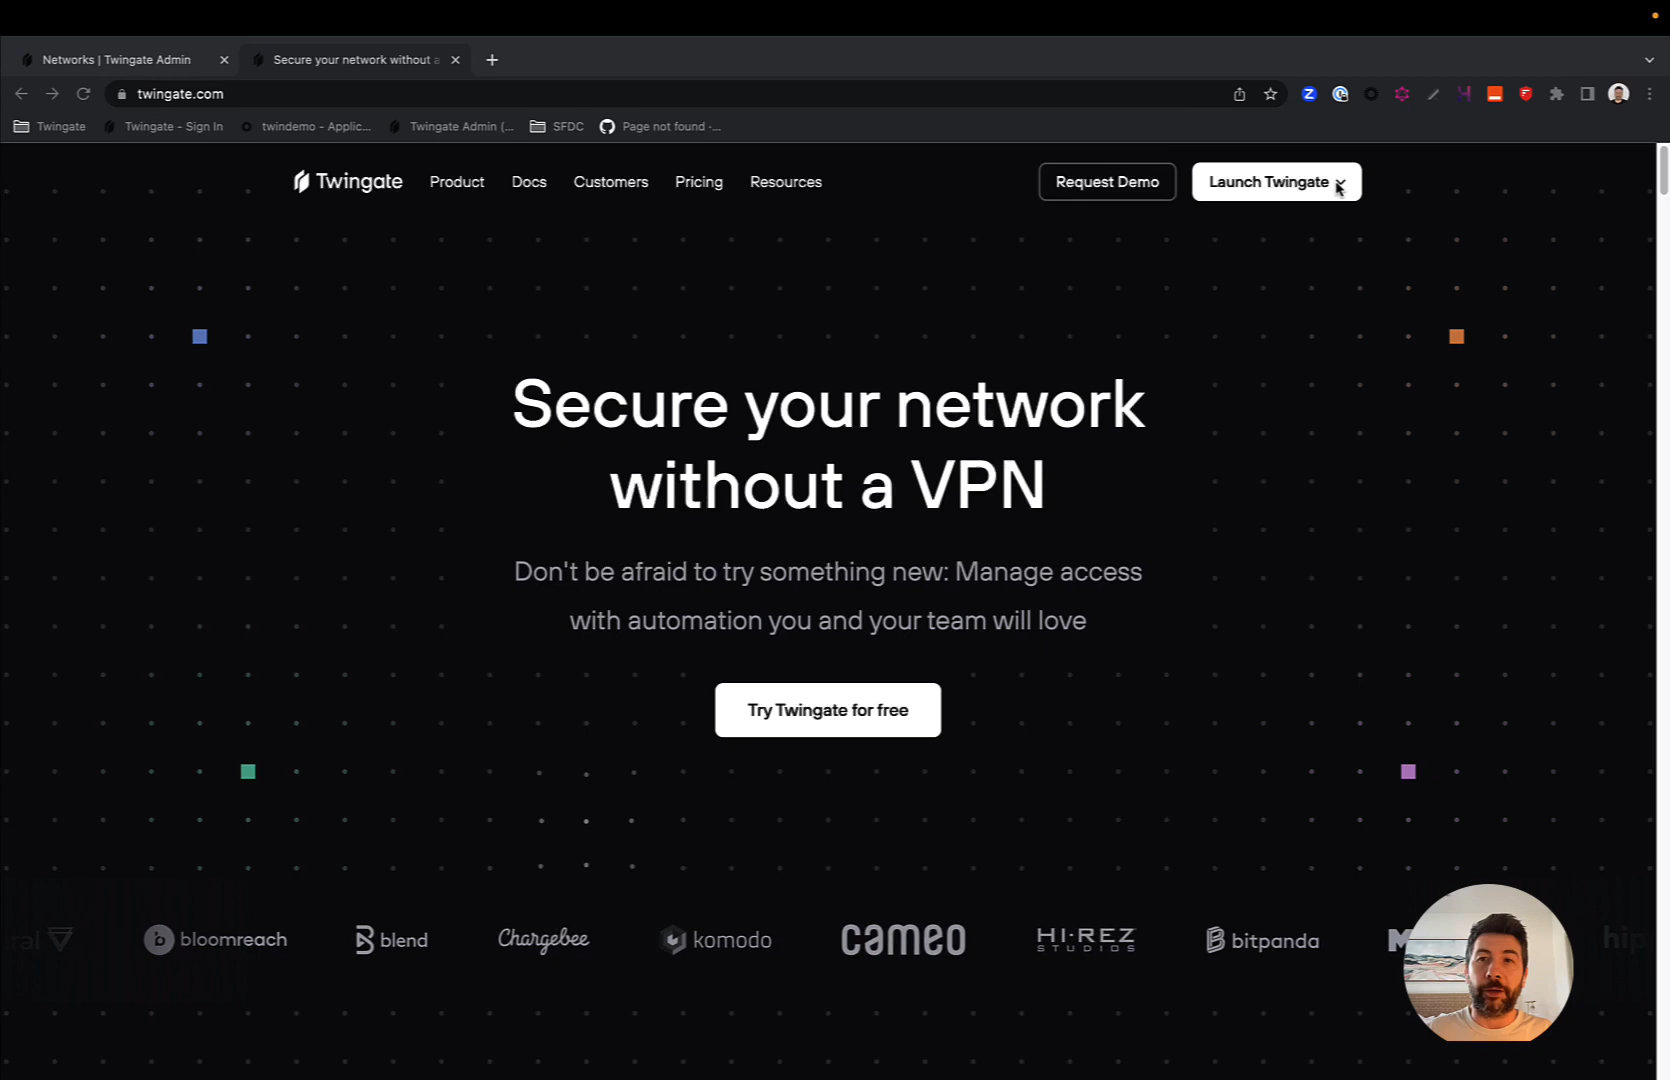 Networks | Twingate Admin
Secure your network without a
twingate.com
Twingate
Twingate - Sign In
twindemo - Applic...
Twingate Admin (...
SFDC
Page not found ·...
Twingate
Product
Docs
Customers
Pricing
Resources
Request Demo
Launch Twingate
Secure your network
without a VPN
Don't be afraid to try something new: Manage access
with automation you and your team will love
Try Twingate for free
ral
bloomreach
blend
Chargebee
komodo
cameo
HI-REZ
STUDIOS
bitpanda
M
hip